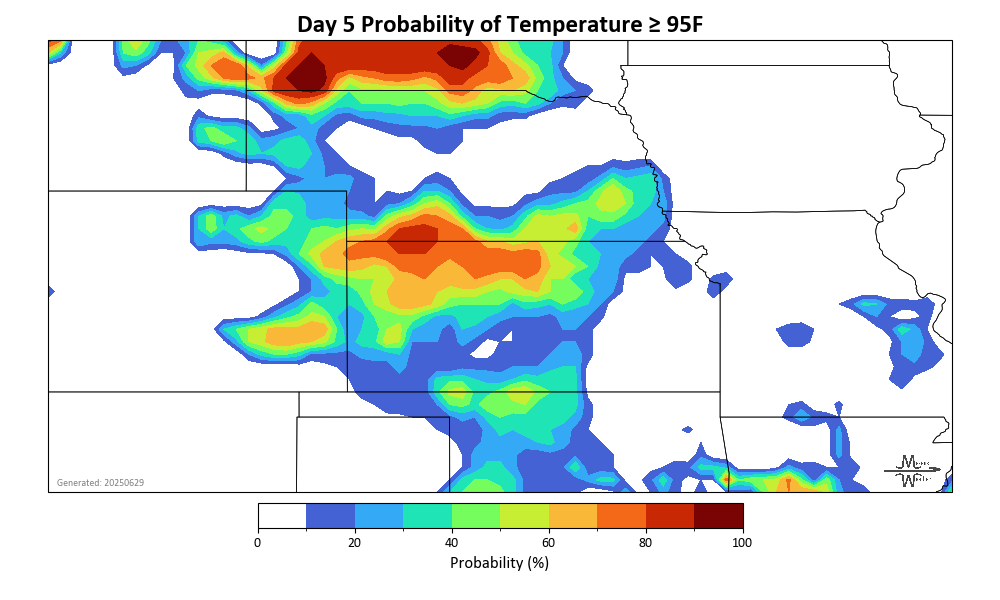 Day 5 Probability of Temperature ≥ 95F
Generated: 20250629
0 20 40 60 80 100
Probability (%)